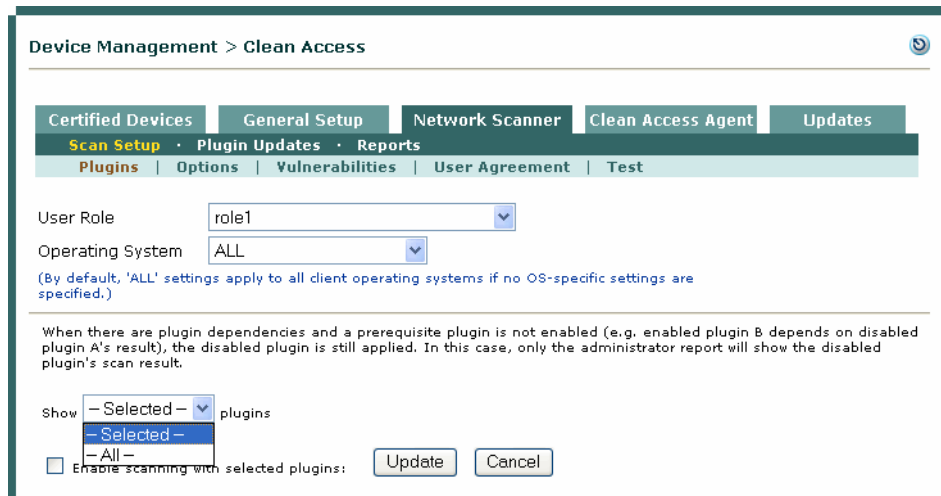 Device Management > Clean Access
Certified Devices General Setup Network Scanner Clean Access Agent Updates
Scan Setup · Plugin Updates · Reports
Plugins | Options | Vulnerabilities | User Agreement | Test
User Role role1
Operating System ALL
(By default, 'ALL' settings apply to all client operating systems if no OS-specific settings are
specified.)
When there are plugin dependencies and a prerequisite plugin is not enabled (e.g. enabled plugin B depends on disabled
plugin A's result), the disabled plugin is still applied. In this case, only the administrator report will show the disabled
plugin's scan result.
Show – Selected – plugins
– Selected –
– All –
Enable scanning with selected plugins: Update Cancel